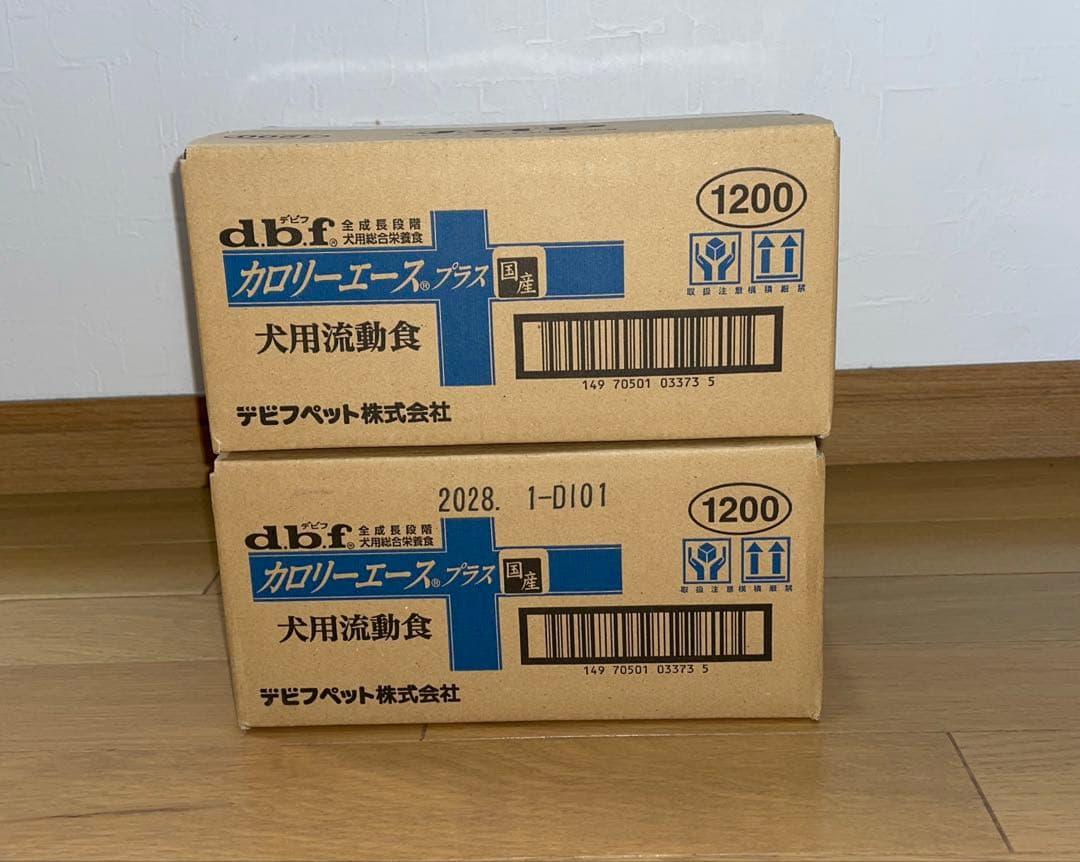 1200
デビフ
d.b.f® 全成長段階
犬用総合栄養食
カロリーエース®プラス 国産
取扱注意 横積厳禁
犬用流動食
149 70501 03373 5
デビフペット株式会社
2028. 1-DI01
1200
デビフ
d.b.f® 全成長段階
犬用総合栄養食
カロリーエース®プラス 国産
取扱注意 横積厳禁
犬用流動食
149 70501 03373 5
デビフペット株式会社